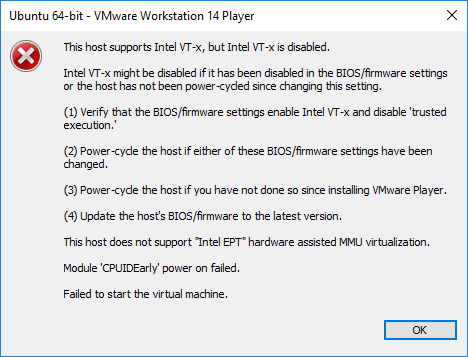 Ubuntu 64-bit - VMware Workstation 14 Player
This host supports Intel VT-x, but Intel VT-x is disabled.
Intel VT-x might be disabled if it has been disabled in the BIOS/firmware settings
or the host has not been power-cycled since changing this setting.
(1) Verify that the BIOS/firmware settings enable Intel VT-x and disable 'trusted
execution.'
(2) Power-cycle the host if either of these BIOS/firmware settings have been
changed.
(3) Power-cycle the host if you have not done so since installing VMware Player.
(4) Update the host's BIOS/firmware to the latest version.
This host does not support "Intel EPT" hardware assisted MMU virtualization.
Module 'CPUIDEarly' power on failed.
Failed to start the virtual machine.
OK